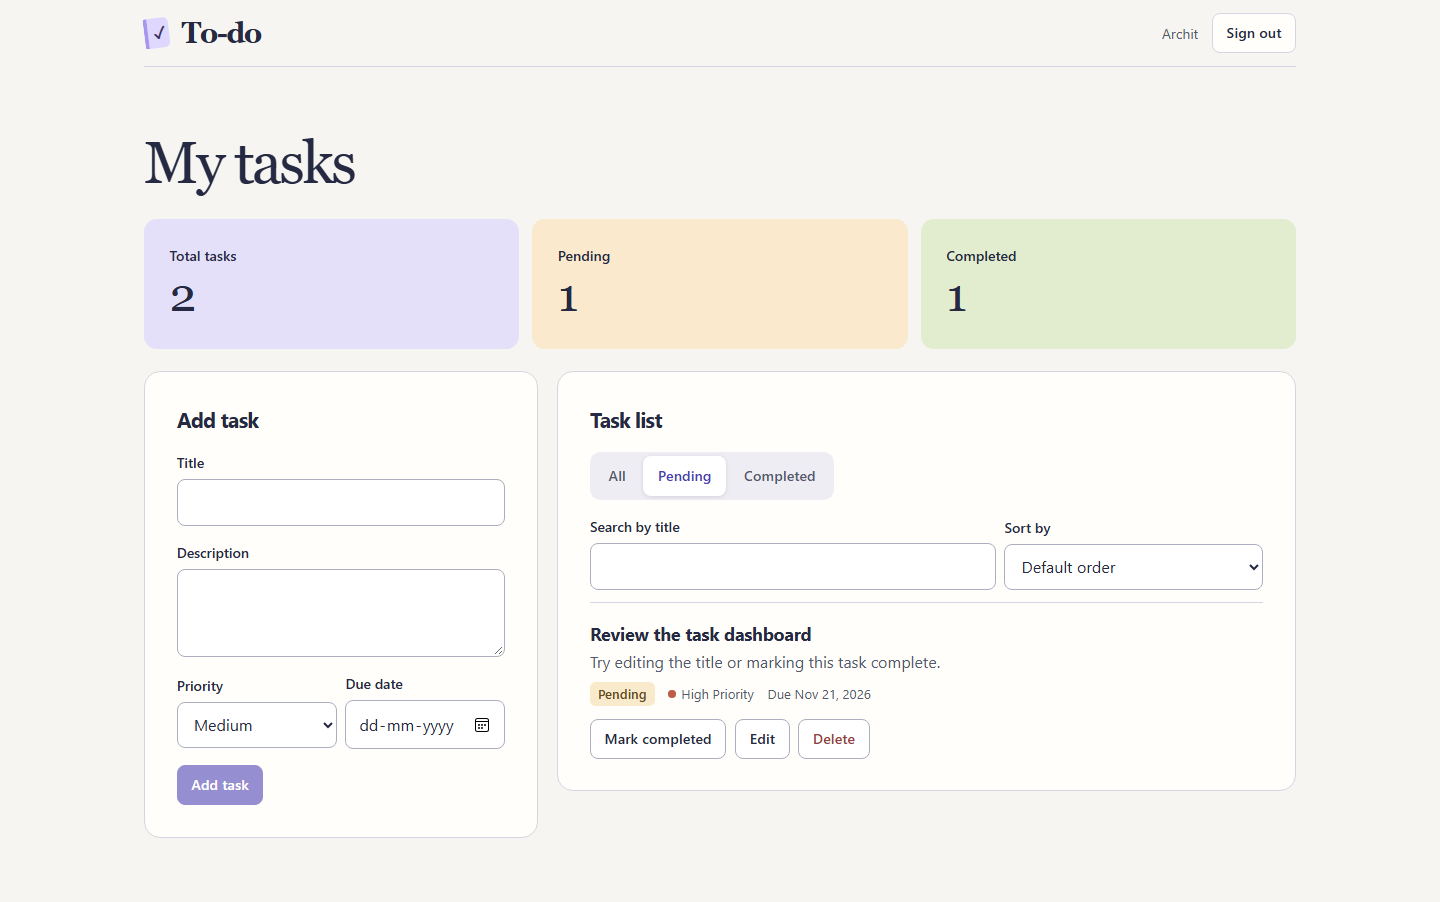 To-do
Archit
Sign out
My tasks
Total tasks
2
Pending
1
Completed
1
Add task
Title
Description
Priority
Due date
Medium
dd-mm-yyyy
Add task
Task list
All
Pending
Completed
Search by title
Sort by
Default order
Review the task dashboard
Try editing the title or marking this task complete.
Pending
High Priority
Due Nov 21, 2026
Mark completed
Edit
Delete